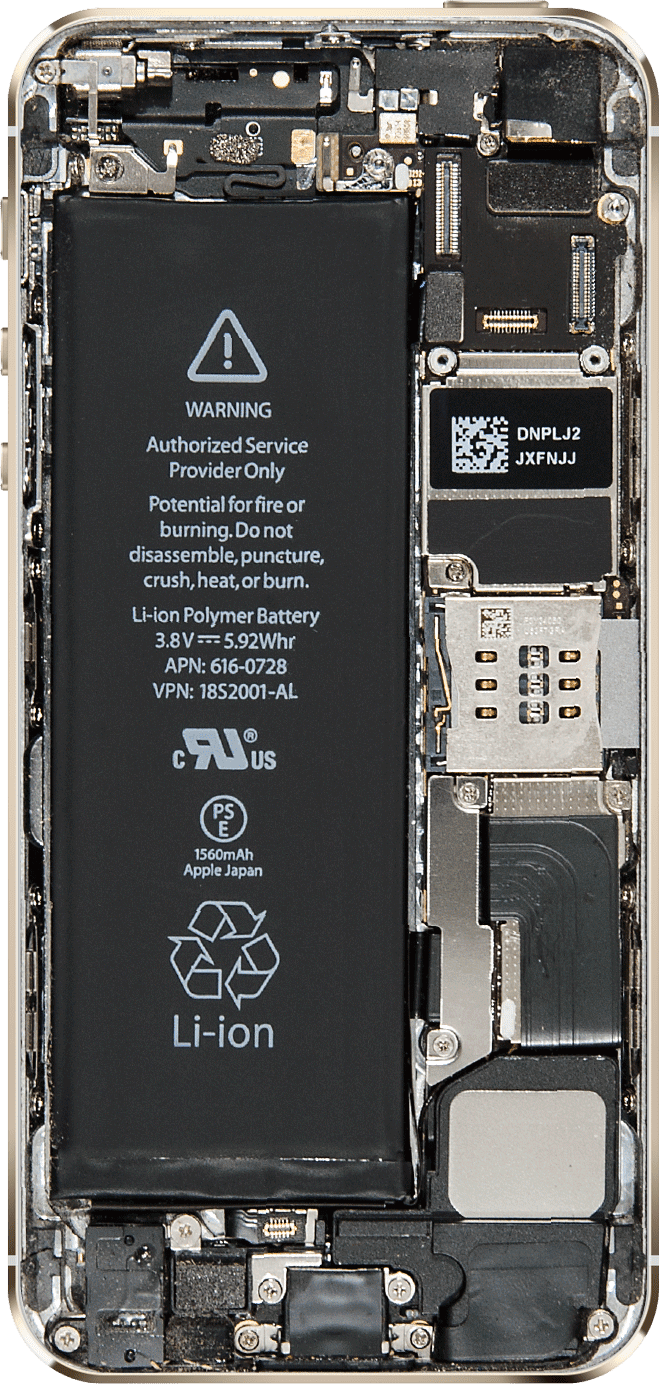 WARNING
Authorized Service
Provider Only
Potential for fire or
burning. Do not
disassemble, puncture,
crush, heat, or burn.
Li-ion Polymer Battery
3.8V ⎓ 5.92Whr
APN: 616-0728
VPN: 18S2001-AL
c RU® US
PS
E
1560mAh
Apple Japan
Li-ion
DNPLJ2
JXFNJJ